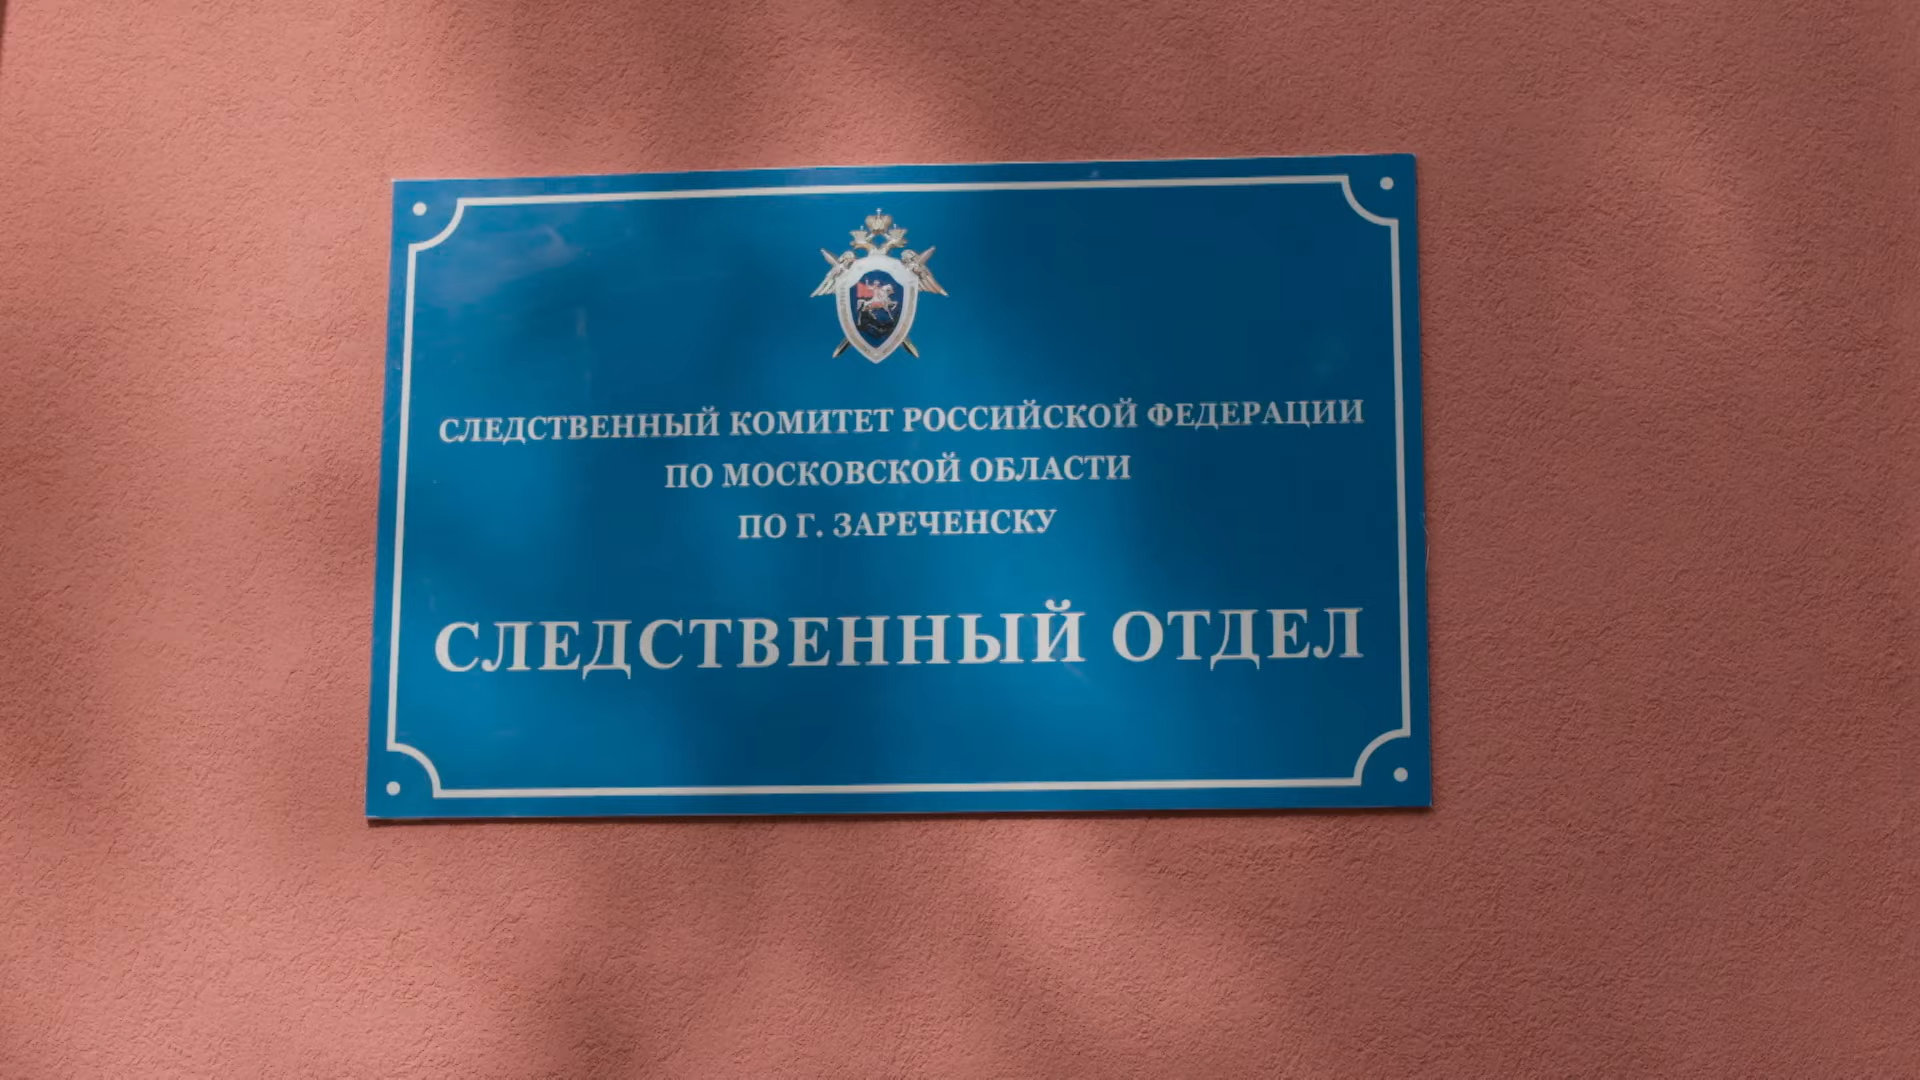 СЛЕДСТВЕННЫЙ КОМИТЕТ РОССИЙСКОЙ ФЕДЕРАЦИИ
ПО МОСКОВСКОЙ ОБЛАСТИ
ПО Г. ЗАРЕЧЕНСКУ
СЛЕДСТВЕННЫЙ ОТДЕЛ